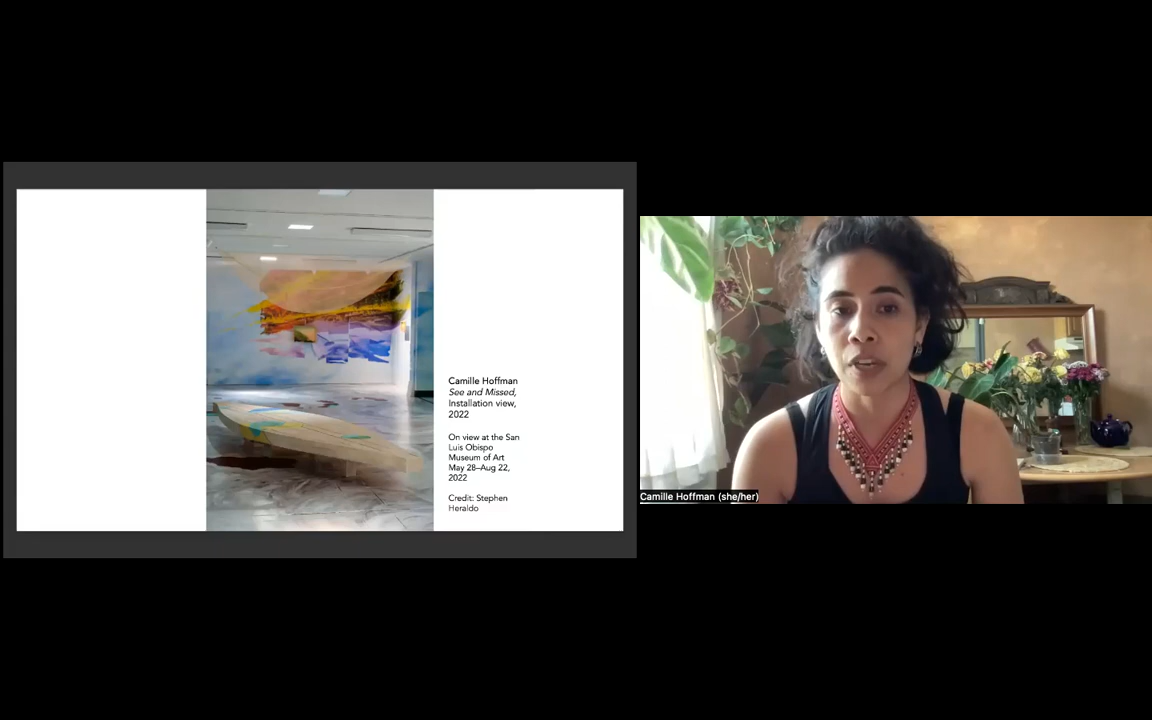 Camille Hoffman
See and Missed,
Installation view,
2022
On view at the San
Luis Obispo
Museum of Art
May 28–Aug 22,
2022
Credit: Stephen
Heraldo
Camille Hoffman (she/her)